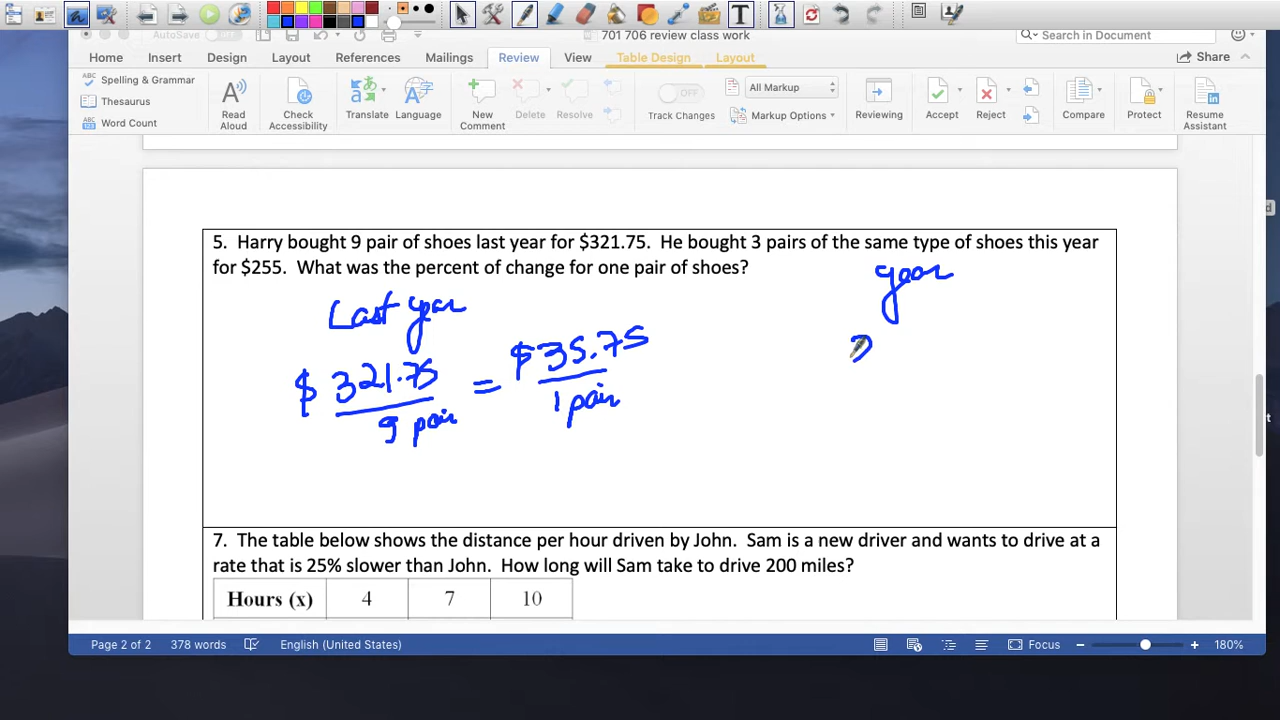 AutoSave
OFF
701 706 review class work
Search in Document
Home
Insert
Design
Layout
References
Mailings
Review
View
Table Design
Layout
Share
ABC
Spelling & Grammar
Thesaurus
ABC
123
Word Count
Read Aloud
Check Accessibility
Translate
Language
New Comment
Delete
Resolve
OFF
Track Changes
All Markup
Markup Options
Reviewing
Accept
Reject
Compare
Protect
Resume Assistant
5. Harry bought 9 pair of shoes last year for $321.75. He bought 3 pairs of the same type of shoes this year
for $255. What was the percent of change for one pair of shoes?
year
Last year
$ 321.75 = $35.75
9 pair 1 pair
7. The table below shows the distance per hour driven by John. Sam is a new driver and wants to drive at a
rate that is 25% slower than John. How long will Sam take to drive 200 miles?
Hours (x) 4 7 10
Page 2 of 2 378 words English (United States) Focus 180%